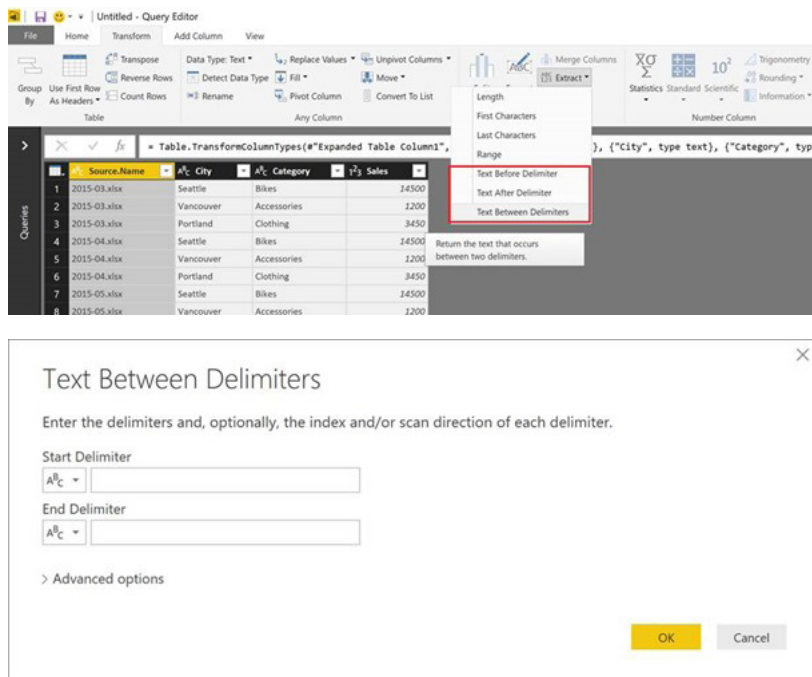 Untitled - Query Editor
File Home Transform Add Column View
Group By
Use First Row As Headers
Transpose
Reverse Rows
Count Rows
Table
Data Type: Text
Detect Data Type
Rename
Replace Values
Fill
Pivot Column
Unpivot Columns
Move
Convert To List
Any Column
ABC
Merge Columns
Extract
Length
First Characters
Last Characters
Range
Text Before Delimiter
Text After Delimiter
Text Between Delimiters
Return the text that occurs
between two delimiters.
Statistics Standard Scientific
10²
Trigonometry
Rounding
Information
Number Column
fx = Table.TransformColumnTypes(#"Expanded Table Column1", }, {"City", type text}, {"Category", typ
Queries
Source.Name City Category Sales
1 2015-03.xlsx Seattle Bikes 14500
2 2015-03.xlsx Vancouver Accessories 1200
3 2015-03.xlsx Portland Clothing 3450
4 2015-04.xlsx Seattle Bikes 14500
5 2015-04.xlsx Vancouver Accessories 1200
6 2015-04.xlsx Portland Clothing 3450
7 2015-05.xlsx Seattle Bikes 14500
8 2015-05.xlsx Vancouver Accessories 1200
Text Between Delimiters
Enter the delimiters and, optionally, the index and/or scan direction of each delimiter.
Start Delimiter
ABC
End Delimiter
ABC
Advanced options
OK Cancel